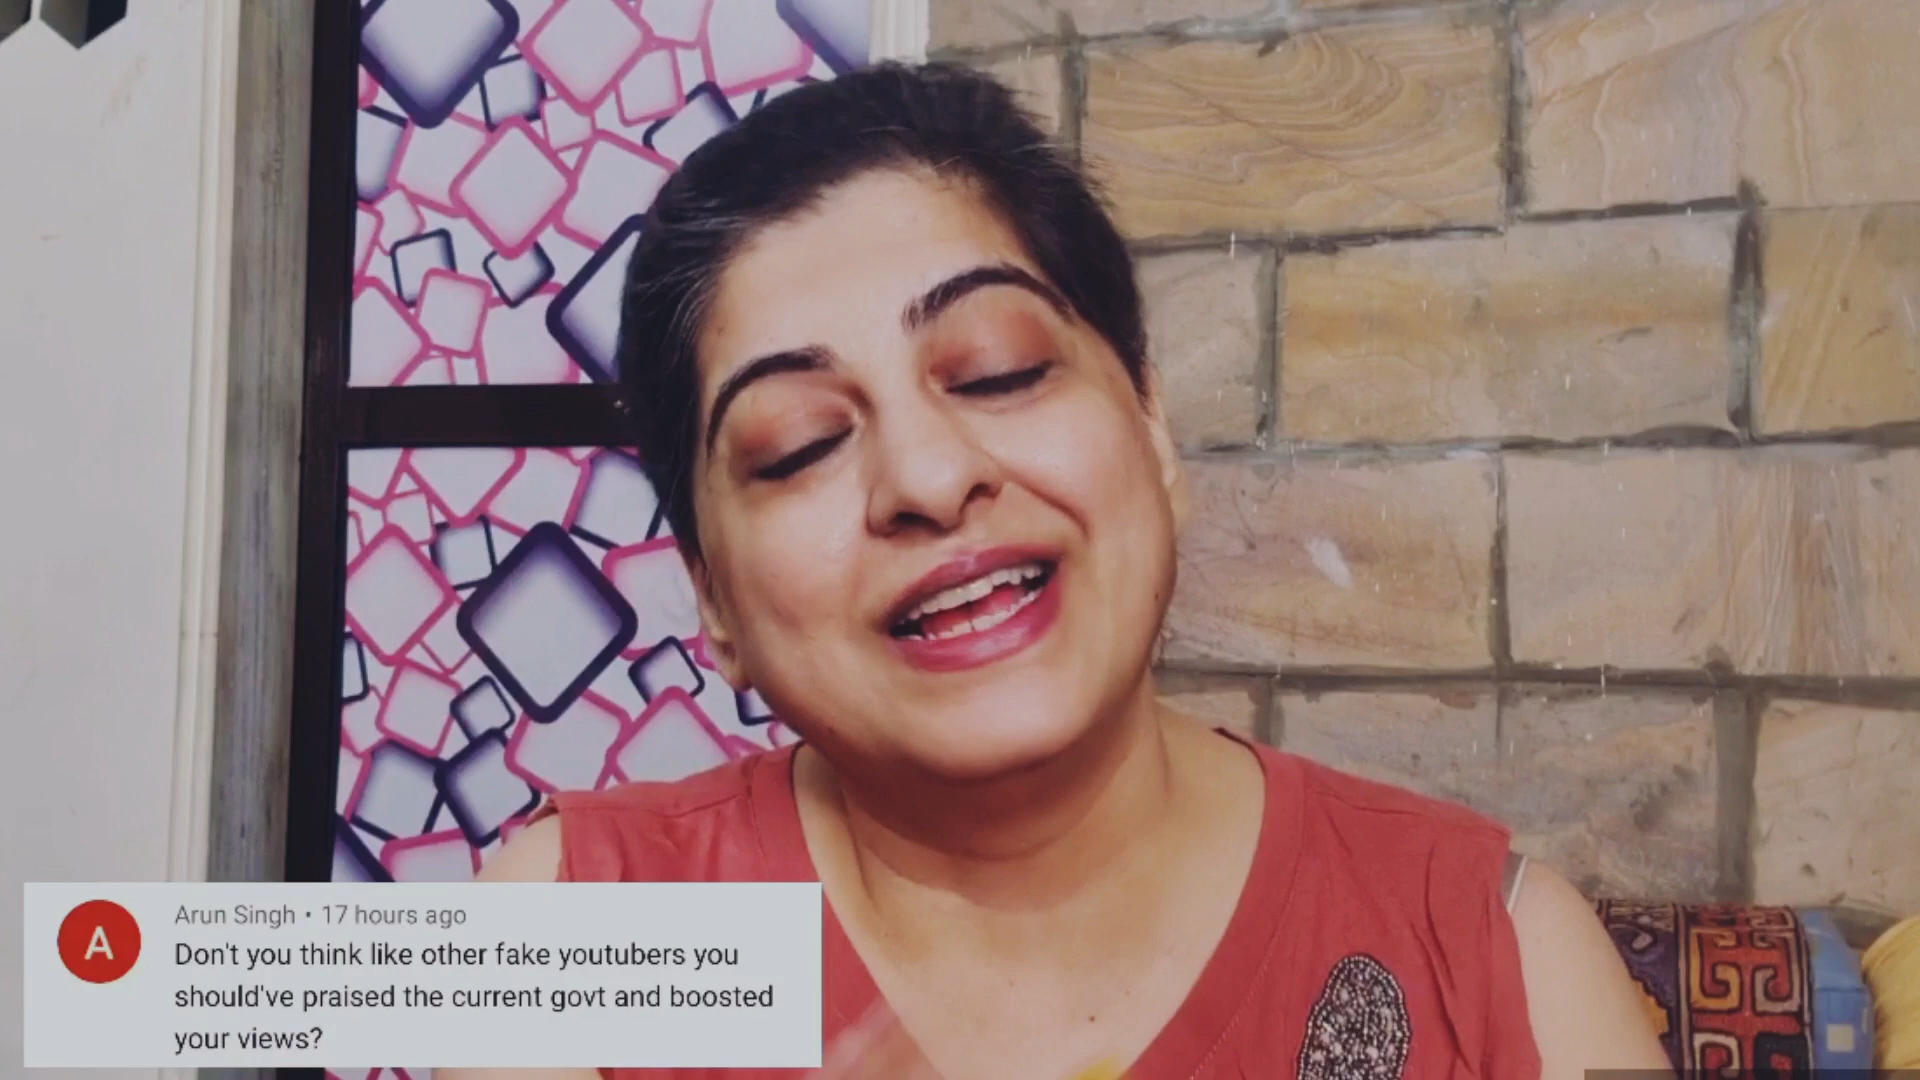 A
Arun Singh • 17 hours ago
Don't you think like other fake youtubers you
should've praised the current govt and boosted
your views?